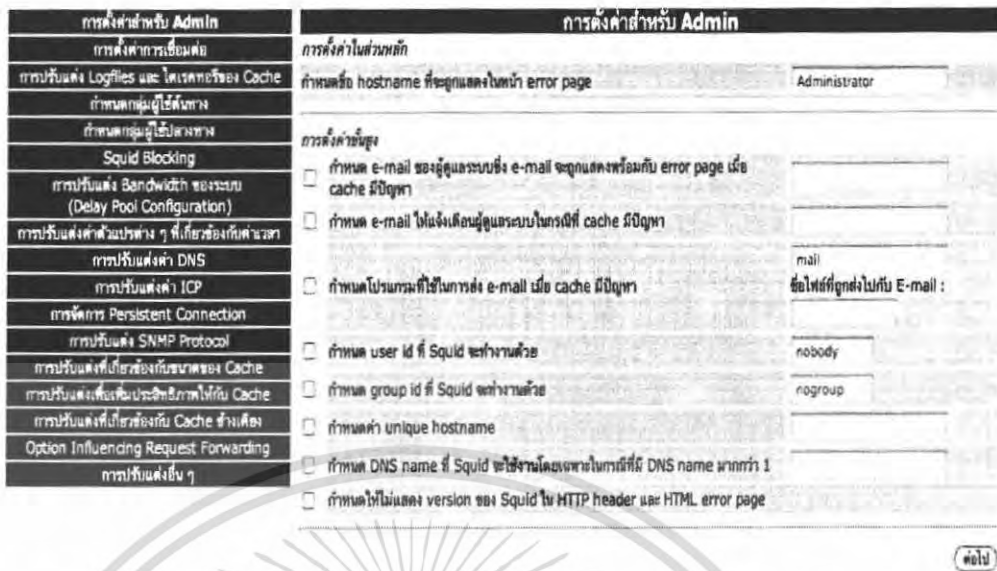 การตั้งค่าสำหรับ Admin
การตั้งค่าการเชื่อมต่อ
การปรับแต่ง Logfiles และ ไดเรคทอรีของ Cache
กำหนดกลุ่มผู้ใช้ต้นทาง
กำหนดกลุ่มผู้ใช้ปลายทาง
Squid Blocking
การปรับแต่ง Bandwidth ของระบบ
(Delay Pool Configuration)
การปรับแต่งค่าตัวแปรต่าง ๆ ที่เกี่ยวข้องกับค่าเวลา
การปรับแต่งค่า DNS
การปรับแต่งค่า ICP
การจัดการ Persistent Connection
การปรับแต่ง SNMP Protocol
การปรับแต่งที่เกี่ยวข้องกับขนาดของ Cache
การปรับแต่งเพื่อเพิ่มประสิทธิภาพให้กับ Cache
การปรับแต่งที่เกี่ยวข้องกับ Cache ข้างเคียง
Option Influencing Request Forwarding
การปรับแต่งอื่น ๆ
การตั้งค่าสำหรับ Admin
การตั้งค่าในส่วนหลัก
กำหนดชื่อ hostname ที่จะถูกแสดงในหน้า error page
Administrator
การตั้งค่าขั้นสูง
กำหนด e-mail ของผู้ดูแลระบบซึ่ง e-mail จะถูกแสดงพร้อมกับ error page เมื่อ
cache มีปัญหา
กำหนด e-mail ให้แจ้งเตือนผู้ดูแลระบบในกรณีที่ cache มีปัญหา
กำหนดโปรแกรมที่ใช้ในการส่ง e-mail เมื่อ cache มีปัญหา
mail
ชื่อไฟล์ที่ถูกส่งไปกับ E-mail :
กำหนด user id ที่ Squid จะทำงานด้วย
nobody
กำหนด group id ที่ Squid จะทำงานด้วย
nogroup
กำหนดค่า unique hostname
กำหนด DNS name ที่ Squid จะใช้งานโดยเฉพาะในกรณีที่มี DNS name มากกว่า 1
กำหนดให้ไม่แสดง version ของ Squid ใน HTTP header และ HTML error page
ต่อไป